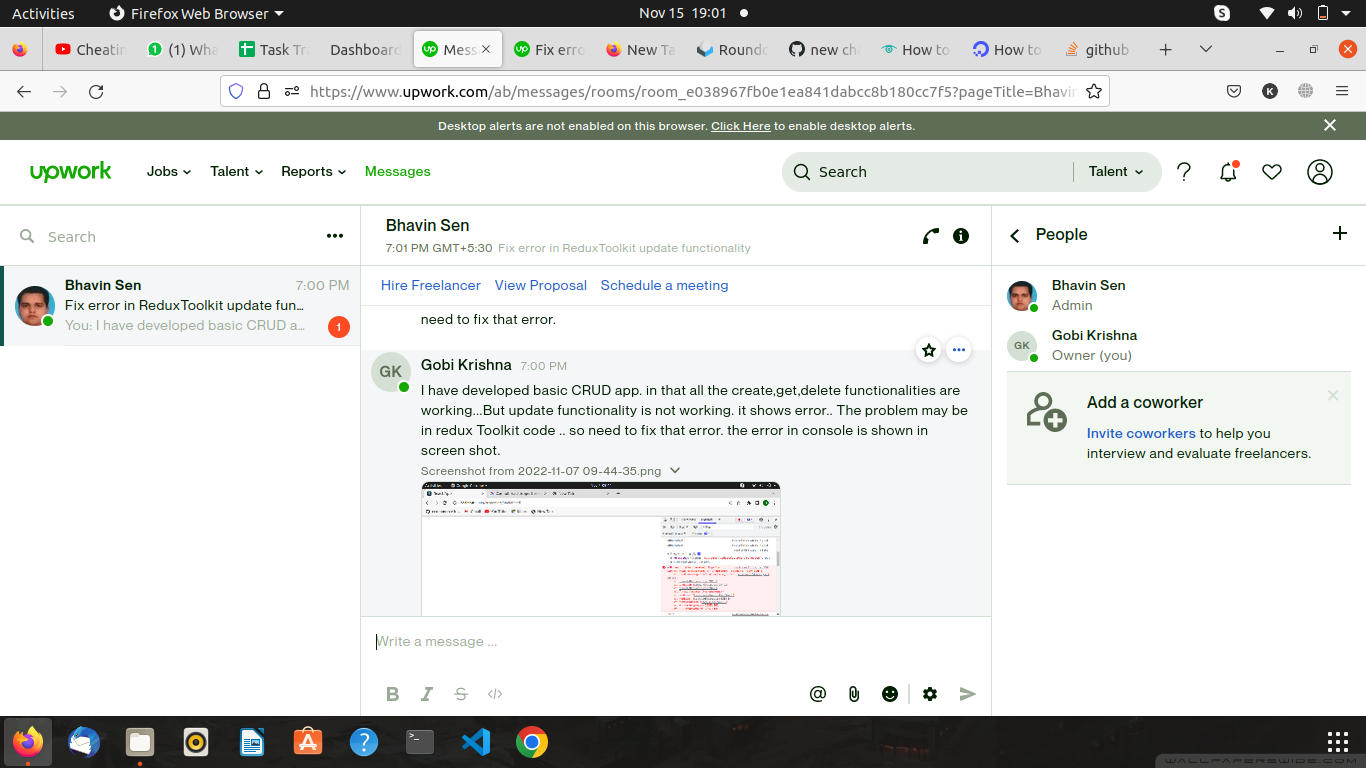 Activities
Firefox Web Browser
Nov 15 19:01
Cheatin
(1) Wha
Task Tra
Dashboard
Mess
Fix erro
New Ta
Roundc
new cha
How to
How to
github
https://www.upwork.com/ab/messages/rooms/room_e038967fb0e1ea841dabcc8b180cc7f5?pageTitle=Bhavin
K
Desktop alerts are not enabled on this browser. Click Here to enable desktop alerts.
upwork
Jobs
Talent
Reports
Messages
Search
Talent
Search
Bhavin Sen
7:00 PM
Fix error in ReduxToolkit update fun...
You: I have developed basic CRUD a...
1
Bhavin Sen
7:01 PM GMT+5:30 Fix error in ReduxToolkit update functionality
Hire Freelancer
View Proposal
Schedule a meeting
need to fix that error.
GK
Gobi Krishna 7:00 PM
I have developed basic CRUD app. in that all the create,get,delete functionalities are
working...But update functionality is not working. it shows error.. The problem may be
in redux Toolkit code .. so need to fix that error. the error in console is shown in
screen shot.
Screenshot from 2022-11-07 09-44-35.png
Write a message ...
B I S </> @
People
Bhavin Sen
Admin
GK
Gobi Krishna
Owner (you)
Add a coworker
Invite coworkers to help you
interview and evaluate freelancers.
WALLPAPERSWIDE.COM